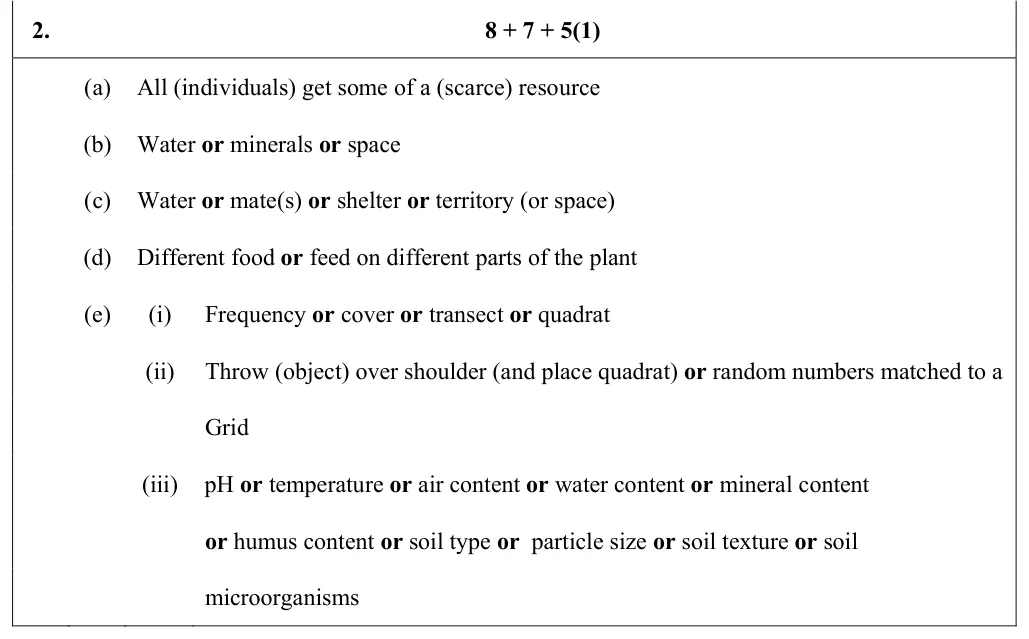 2. 8 + 7 + 5(1)
(a) All (individuals) get some of a (scarce) resource
(b) Water or minerals or space
(c) Water or mate(s) or shelter or territory (or space)
(d) Different food or feed on different parts of the plant
(e) (i) Frequency or cover or transect or quadrat
(ii) Throw (object) over shoulder (and place quadrat) or random numbers matched to a
Grid
(iii) pH or temperature or air content or water content or mineral content
or humus content or soil type or particle size or soil texture or soil
microorganisms